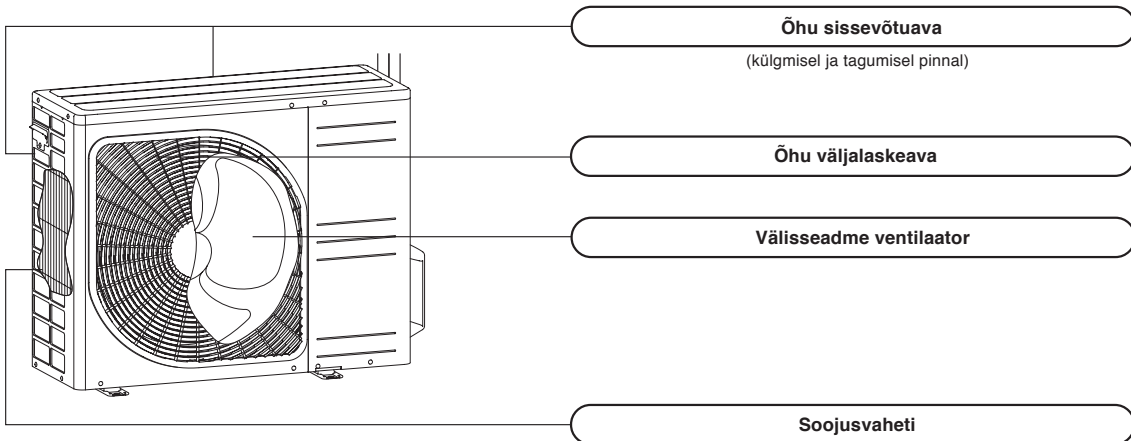 Õhu sissevõtuava
(külgmisel ja tagumisel pinnal)
Õhu väljalaskeava
Välisseadme ventilaator
Soojusvaheti